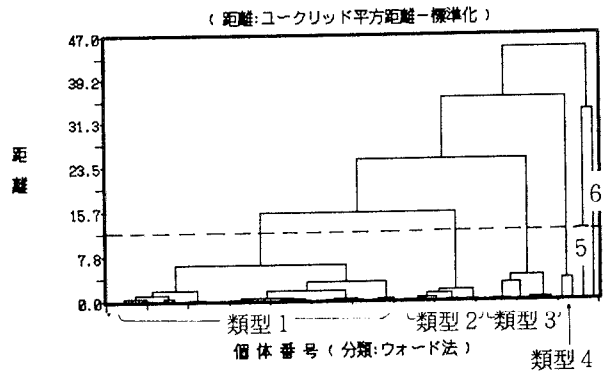 (距離:ユークリッド平方距離-標準化)
47.0
39.2
31.3
23.5
15.7
7.8
0.0
距離
6
5
類型1
類型2
類型3
類型4
個体番号(分類:ウォード法)